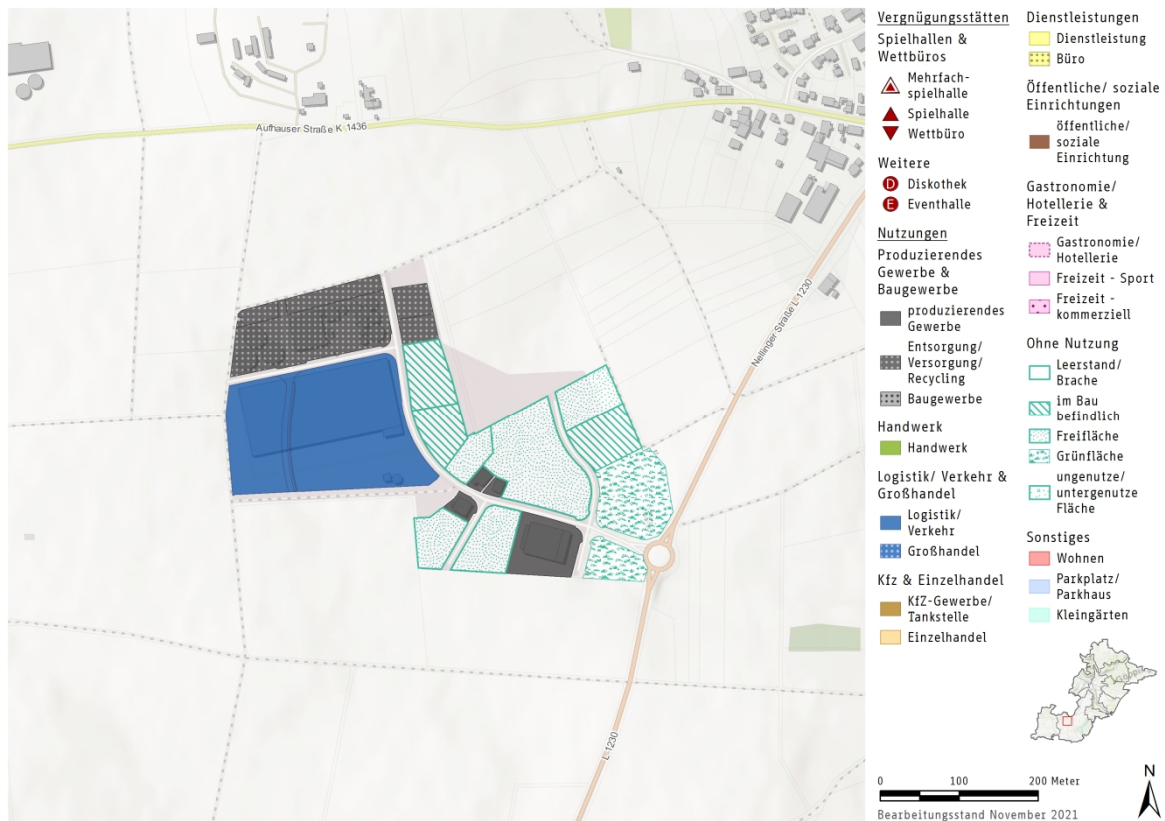 Aufhauser Straße K 1436
Nellinger Straße L 1230
L 1230
Vergnügungsstätten
Spielhallen &
Wettbüros
Mehrfach-
spielhalle
Spielhalle
Wettbüro
Weitere
D Diskothek
E Eventhalle
Nutzungen
Produzierendes
Gewerbe &
Baugewerbe
produzierendes
Gewerbe
Entsorgung/
Versorgung/
Recycling
Baugewerbe
Handwerk
Handwerk
Logistik/ Verkehr &
Großhandel
Logistik/
Verkehr
Großhandel
Kfz & Einzelhandel
KfZ-Gewerbe/
Tankstelle
Einzelhandel
Dienstleistungen
Dienstleistung
Büro
Öffentliche/ soziale
Einrichtungen
öffentliche/
soziale
Einrichtung
Gastronomie/
Hotellerie &
Freizeit
Gastronomie/
Hotellerie
Freizeit - Sport
Freizeit -
kommerziell
Ohne Nutzung
Leerstand/
Brache
im Bau
befindlich
Freifläche
Grünfläche
ungenutze/
untergenutze
Fläche
Sonstiges
Wohnen
Parkplatz/
Parkhaus
Kleingärten
0 100 200 Meter
N
Bearbeitungsstand November 2021